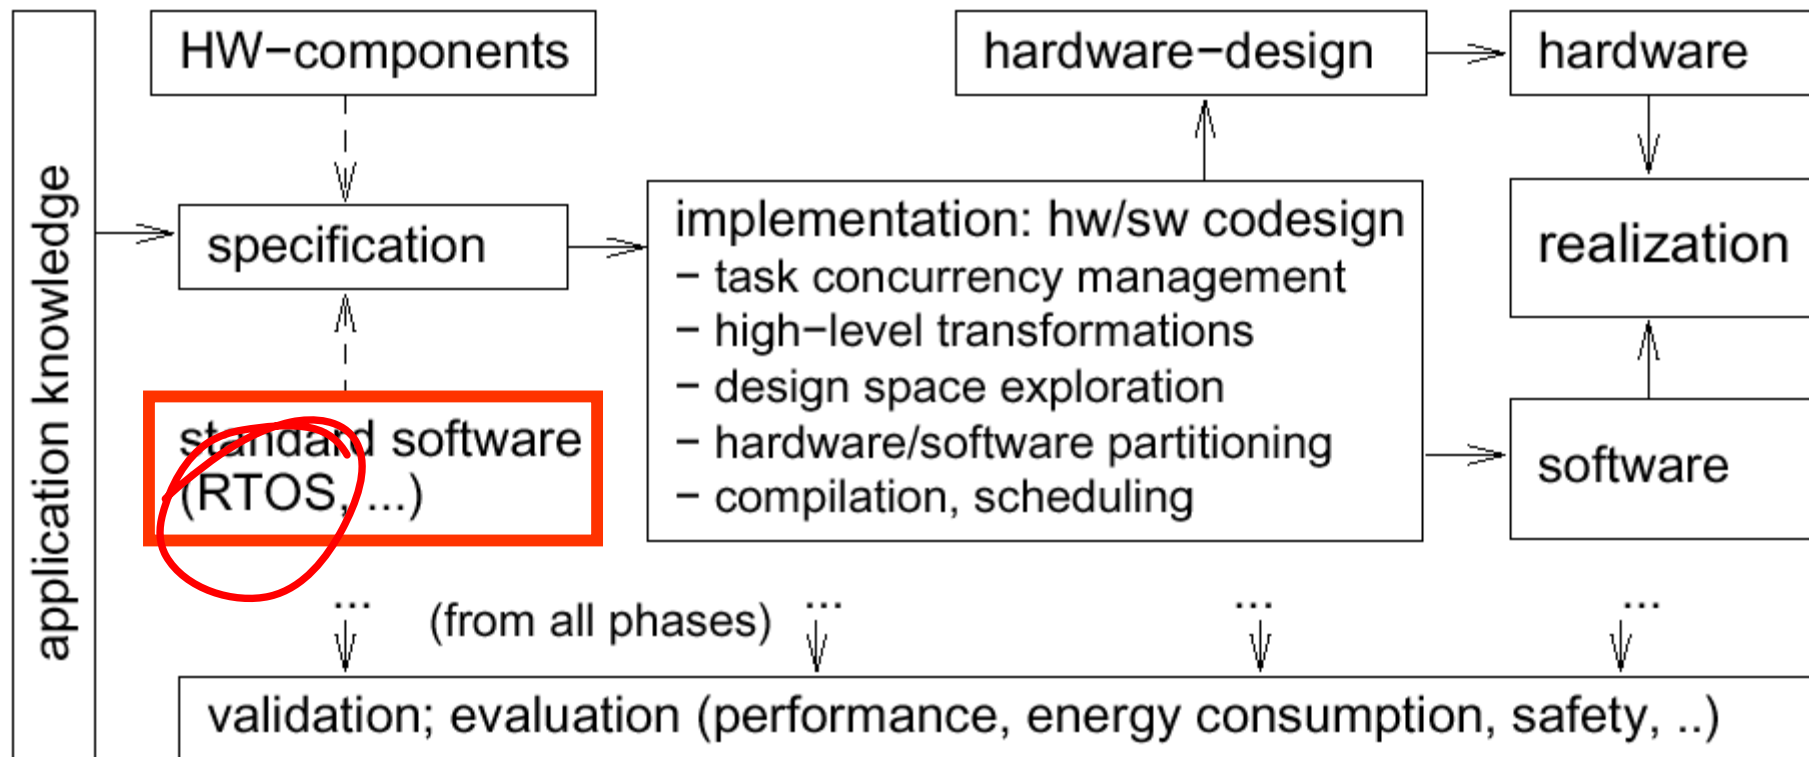 application knowledge
HW−components
hardware−design
hardware
specification
implementation: hw/sw codesign
− task concurrency management
− high−level transformations
− design space exploration
− hardware/software partitioning
− compilation, scheduling
realization
standard software
(RTOS, ...)
software
...
(from all phases)
...
...
...
validation; evaluation (performance, energy consumption, safety, ..)